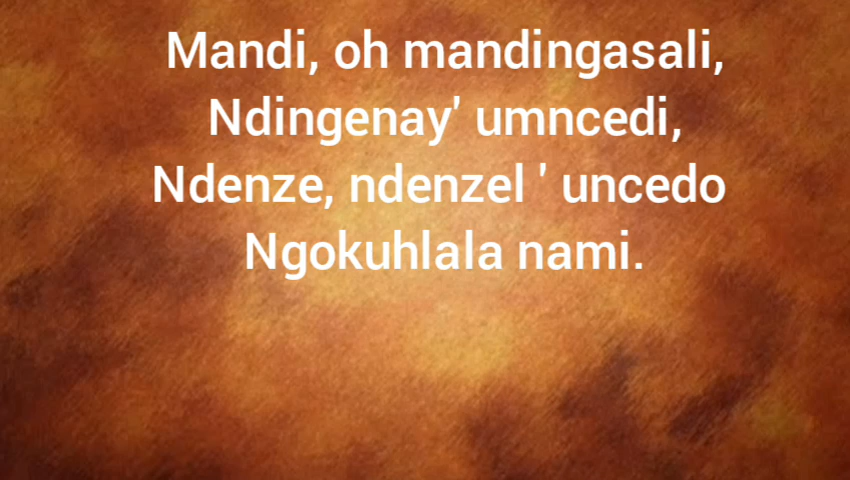 Mandi, oh mandingasali,
Ndingenay' umncedi,
Ndenze, ndenzel ' uncedo
Ngokuhlala nami.